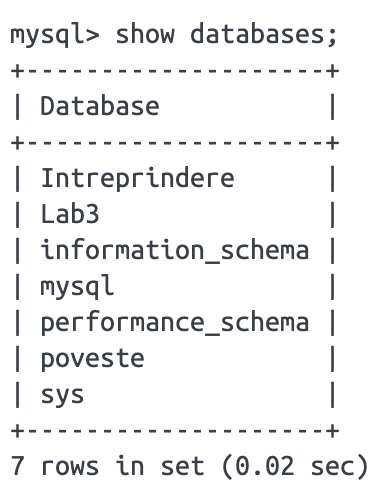 mysql> show databases;
+--------------------+
| Database           |
+--------------------+
| Intreprindere      |
| Lab3               |
| information_schema |
| mysql              |
| performance_schema |
| poveste            |
| sys                |
+--------------------+
7 rows in set (0.02 sec)